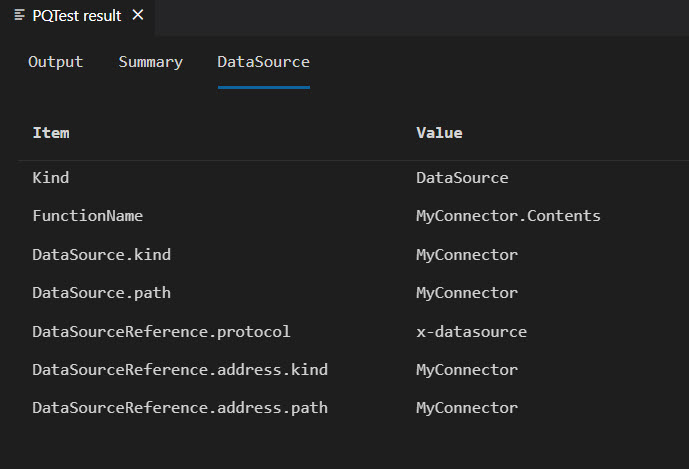 PQTest result
Output Summary DataSource
Item Value
Kind DataSource
FunctionName MyConnector.Contents
DataSource.kind MyConnector
DataSource.path MyConnector
DataSourceReference.protocol x-datasource
DataSourceReference.address.kind MyConnector
DataSourceReference.address.path MyConnector